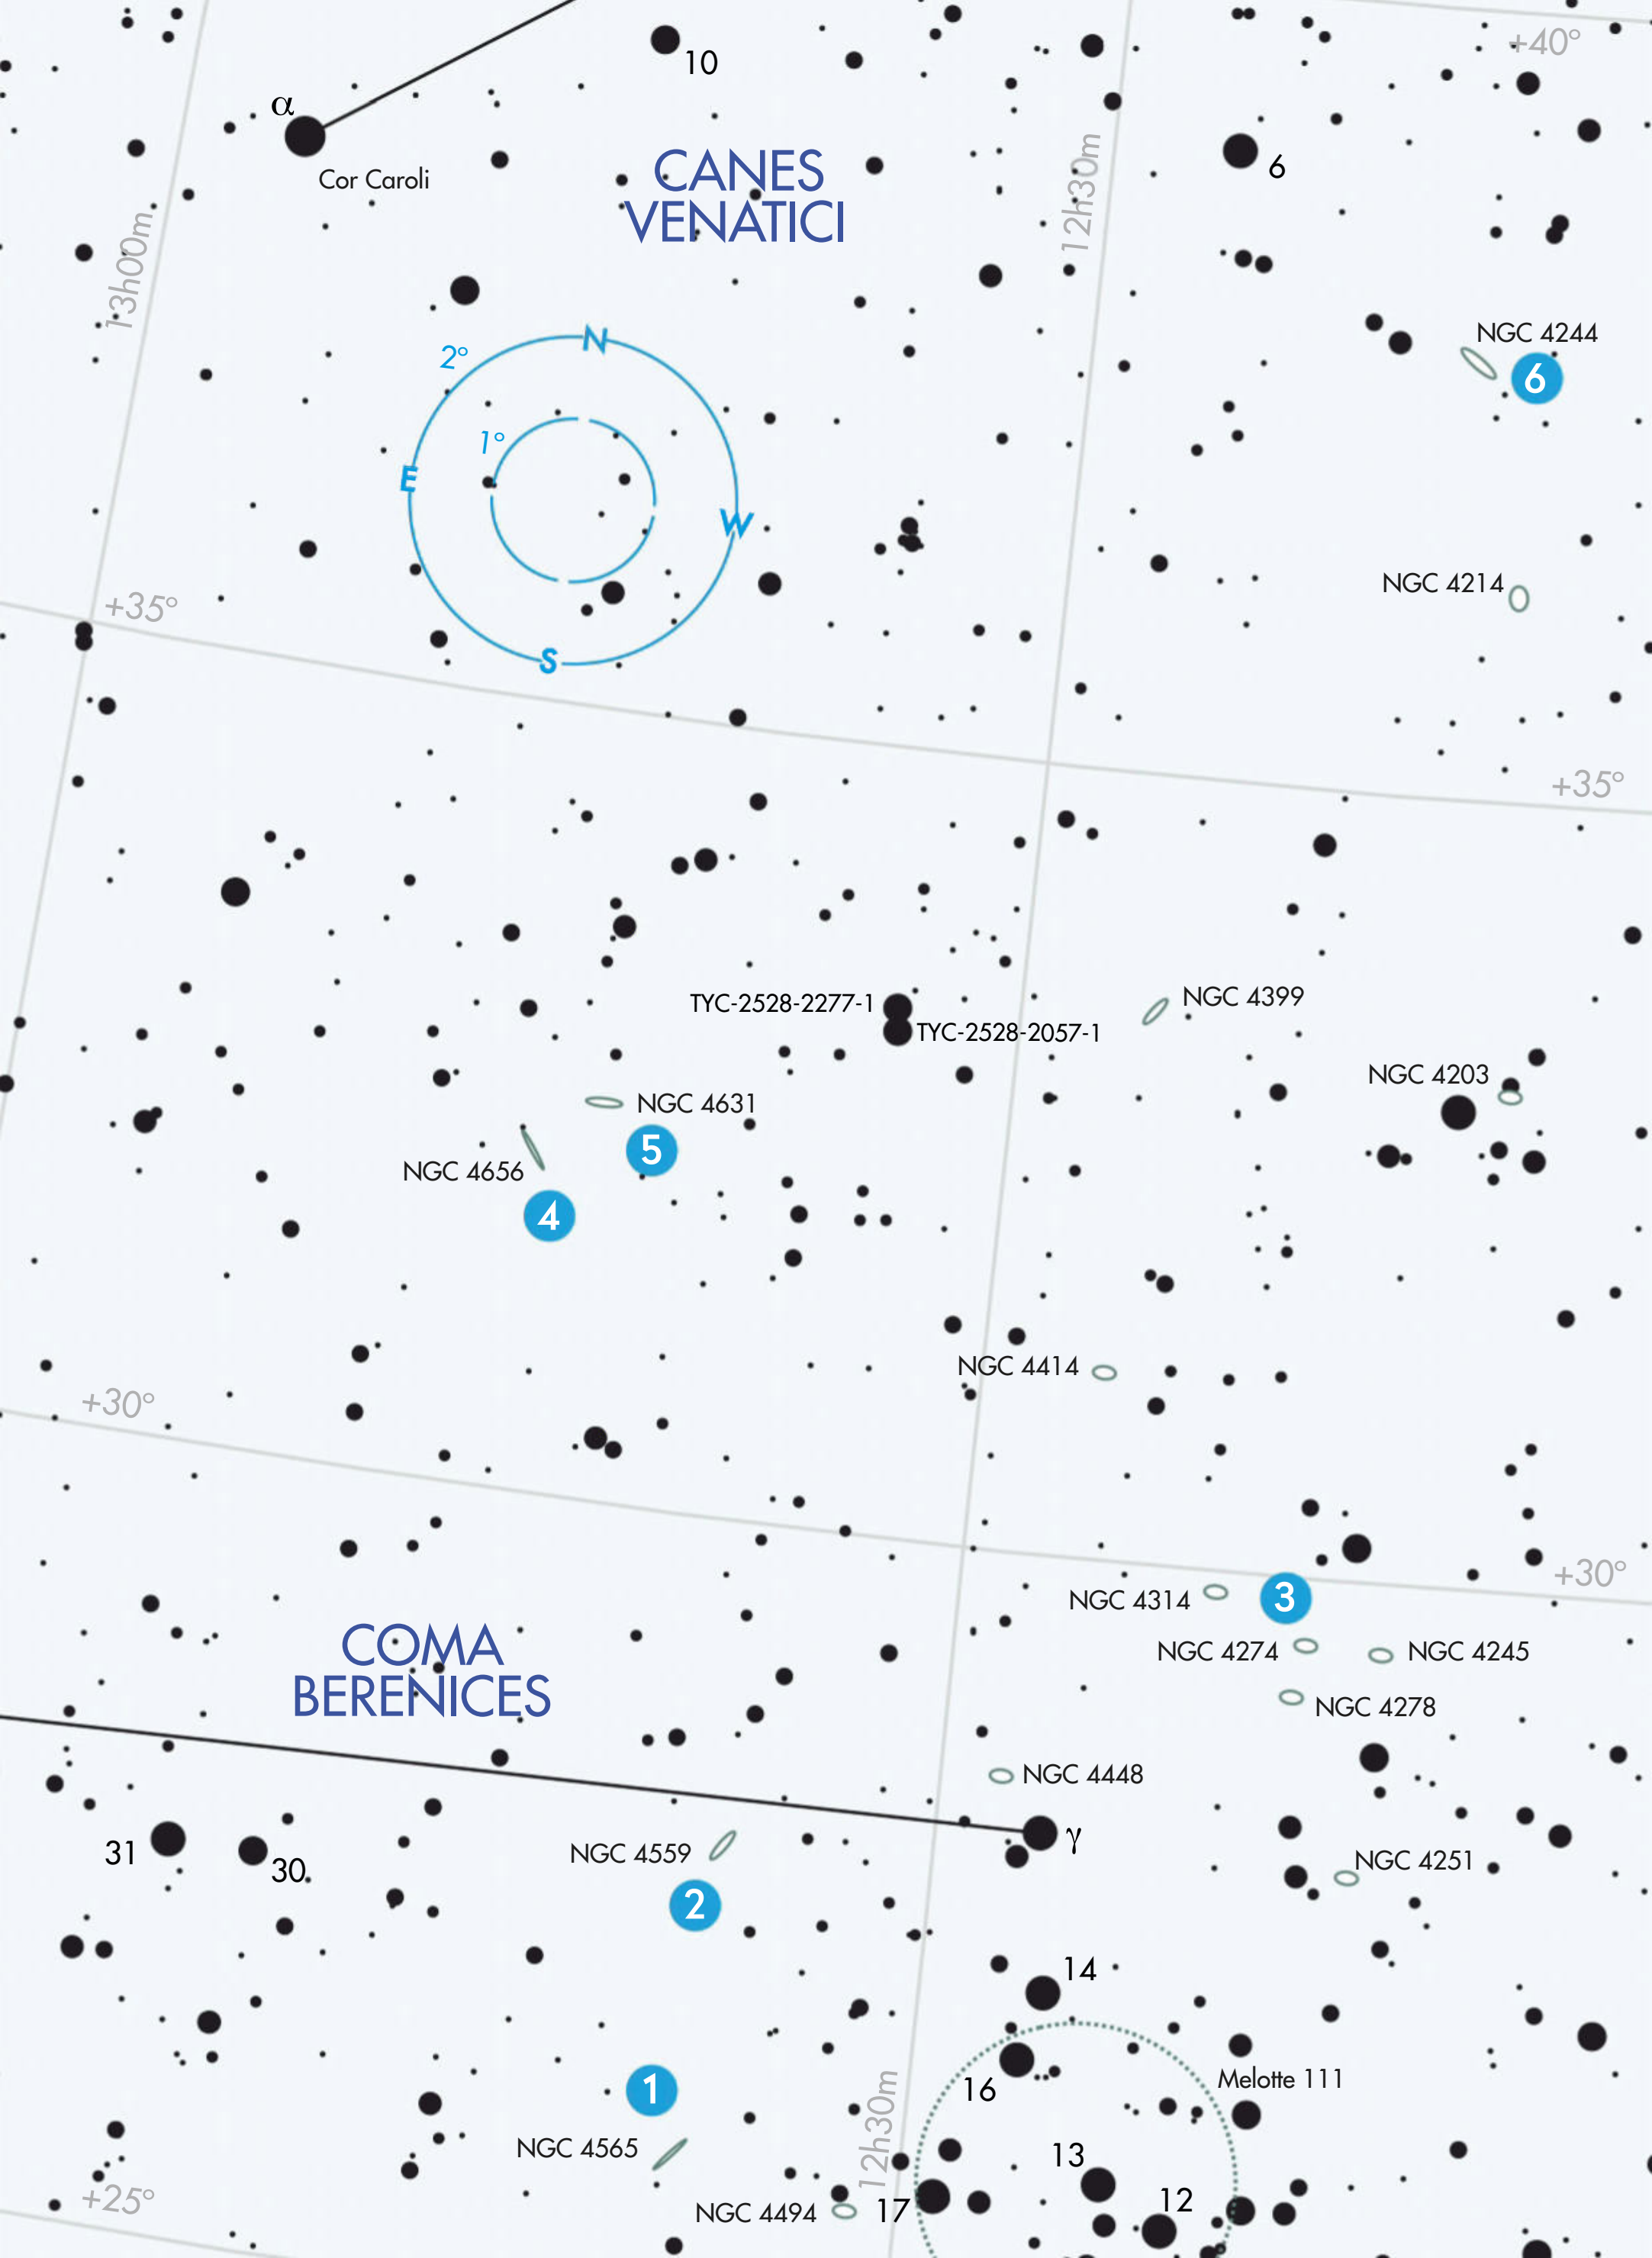 +40°
10
α
Cor Caroli
CANES
VENATICI
12h30m
6
13h00m
NGC 4244
6
2°
N
1°
E
W
S
NGC 4214
+35°
+35°
TYC-2528-2277-1
TYC-2528-2057-1
NGC 4399
NGC 4203
NGC 4631
5
NGC 4656
4
NGC 4414
+30°
+30°
NGC 4314
3
NGC 4274
NGC 4245
NGC 4278
COMA
BERENICES
NGC 4448
γ
31
30
NGC 4559
2
NGC 4251
14
16
Melotte 111
1
12h30m
NGC 4565
13
12
17
NGC 4494
+25°